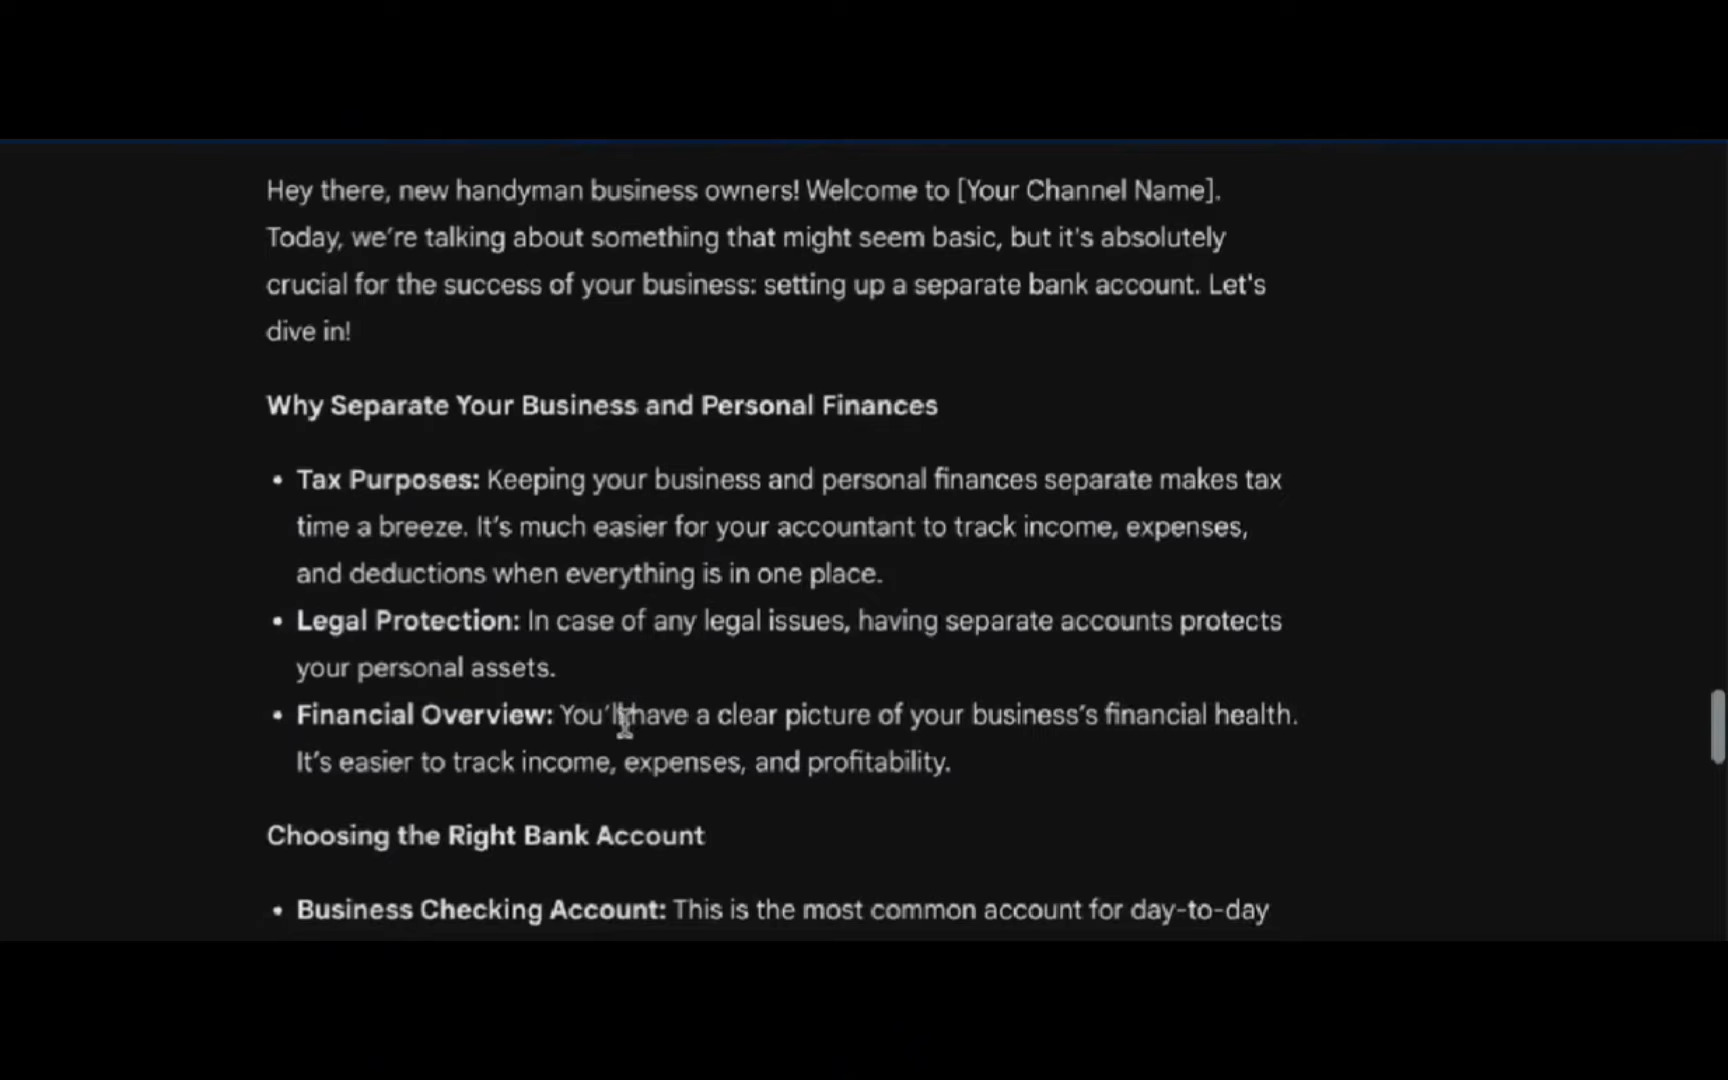 Hey there, new handyman business owners! Welcome to [Your Channel Name].
Today, we're talking about something that might seem basic, but it's absolutely
crucial for the success of your business: setting up a separate bank account. Let's
dive in!
Why Separate Your Business and Personal Finances
• Tax Purposes: Keeping your business and personal finances separate makes tax
time a breeze. It's much easier for your accountant to track income, expenses,
and deductions when everything is in one place.
• Legal Protection: In case of any legal issues, having separate accounts protects
your personal assets.
• Financial Overview: You'll have a clear picture of your business's financial health.
It's easier to track income, expenses, and profitability.
Choosing the Right Bank Account
• Business Checking Account: This is the most common account for day-to-day